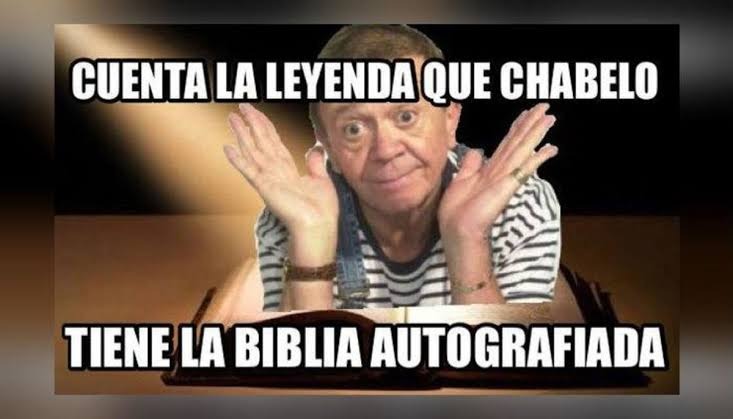 CUENTA LA LEYENDA QUE CHABELO
TIENE LA BIBLIA AUTOGRAFIADA